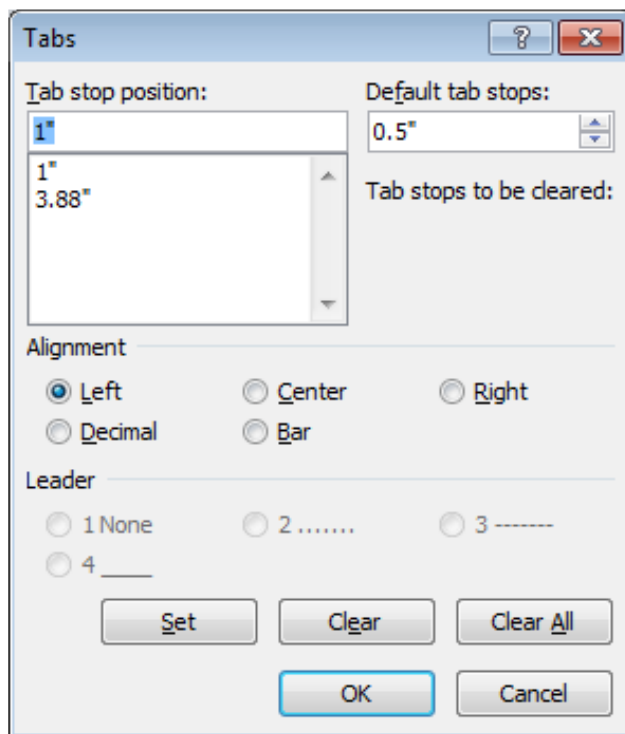 Tabs
Tab stop position:
Default tab stops:
1"
0.5"
1"
3.88"
Tab stops to be cleared:
Alignment
Left
Center
Right
Decimal
Bar
Leader
1 None
2 .......
3 -------
4 ____
Set
Clear
Clear All
OK
Cancel